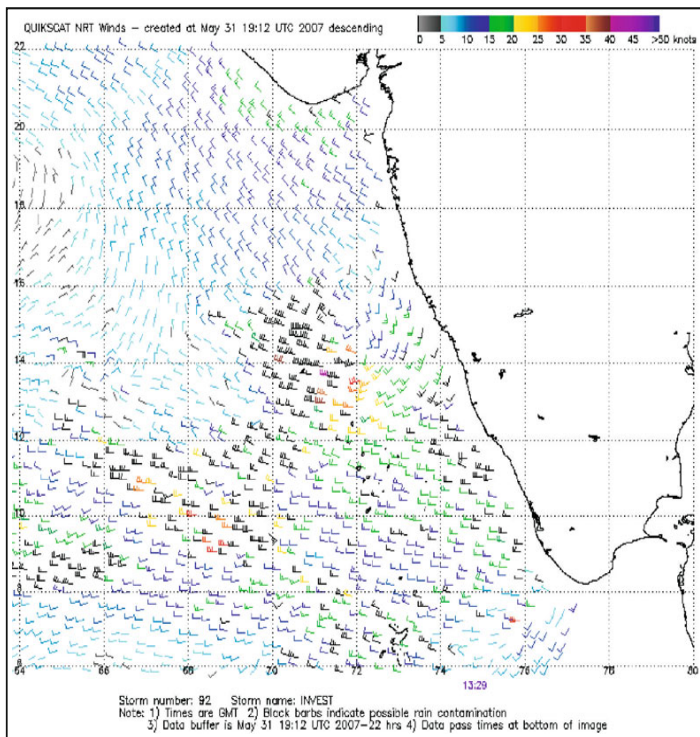 QUIKSCAT NRT Winds – created at May 31 19:12 UTC 2007 descending
0 5 10 15 20 25 30 35 40 45 >50 knots
22
20
18
16
14
12
10
8
6
64 66 68 70 72 74 76 78 80
13:29
Storm number: 92 Storm name: INVEST
Note: 1) Times are GMT 2) Black barbs indicate possible rain contamination
3) Data buffer is May 31 19:12 UTC 2007–22 hrs 4) Data pass times at bottom of image